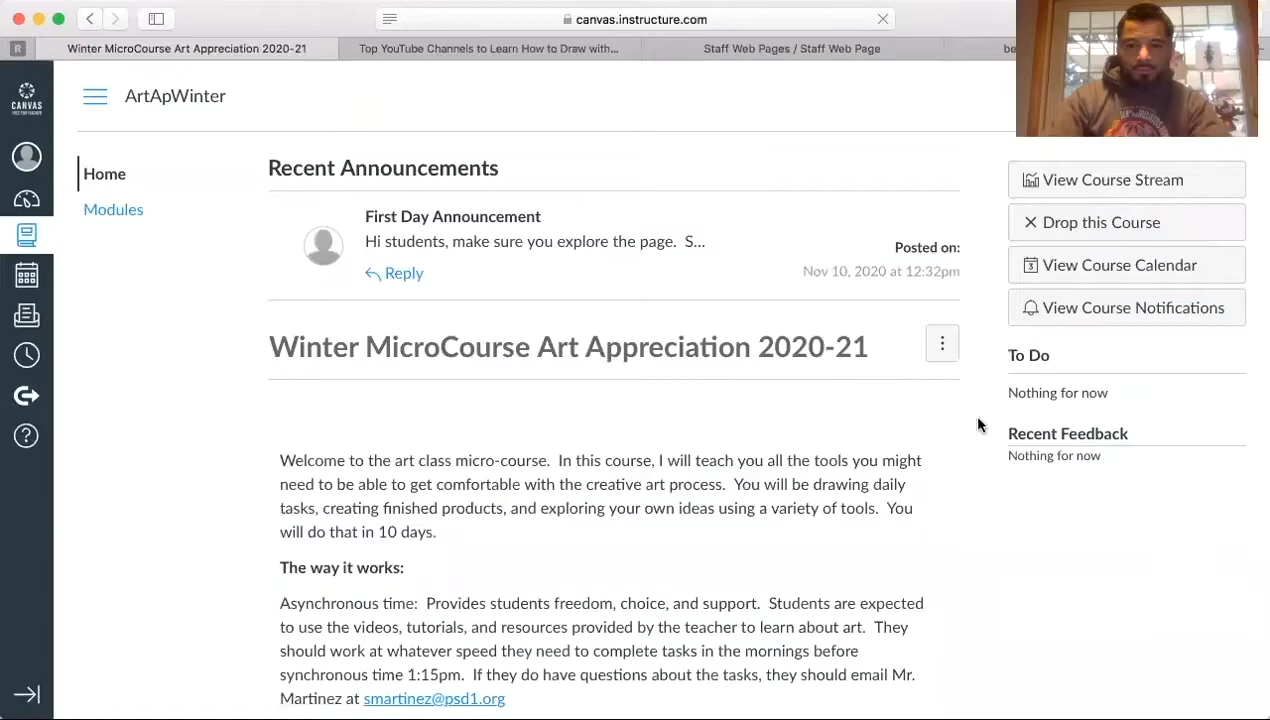 canvas.instructure.com
R
Winter MicroCourse Art Appreciation 2020-21
Top YouTube Channels to Learn How to Draw with...
Staff Web Pages / Staff Web Page
be
CANVAS
FREE FOR TEACHER
ArtApWinter
Home
Modules
Recent Announcements
First Day Announcement
Hi students, make sure you explore the page.  S...
Reply
Posted on:
Nov 10, 2020 at 12:32pm
Winter MicroCourse Art Appreciation 2020-21
Welcome to the art class micro-course.  In this course, I will teach you all the tools you might
need to be able to get comfortable with the creative art process.  You will be drawing daily
tasks, creating finished products, and exploring your own ideas using a variety of tools.  You
will do that in 10 days.
The way it works:
Asynchronous time:  Provides students freedom, choice, and support.  Students are expected
to use the videos, tutorials, and resources provided by the teacher to learn about art.  They
should work at whatever speed they need to complete tasks in the mornings before
synchronous time 1:15pm.  If they do have questions about the tasks, they should email Mr.
Martinez at smartinez@psd1.org
View Course Stream
Drop this Course
3 View Course Calendar
View Course Notifications
To Do
Nothing for now
Recent Feedback
Nothing for now